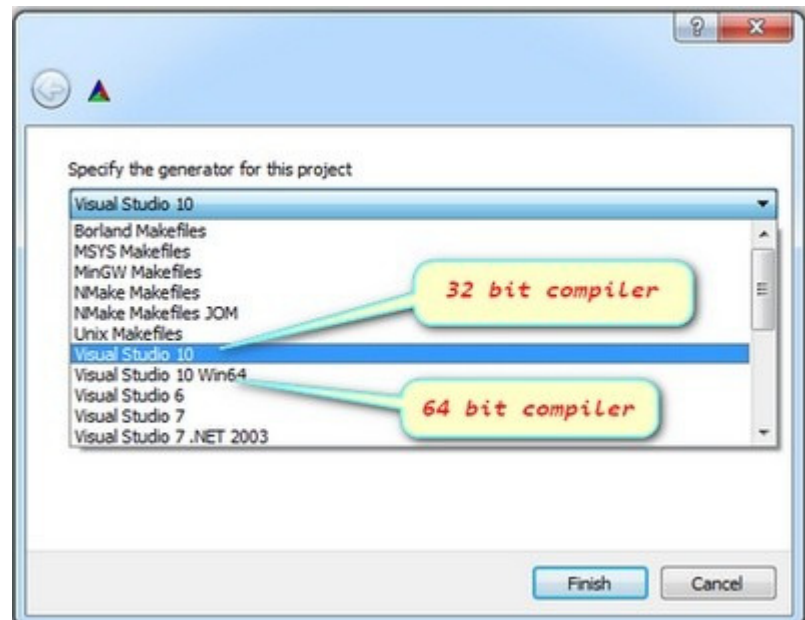 Specify the generator for this project
Visual Studio 10
Borland Makefiles
MSYS Makefiles
MinGW Makefiles
NMake Makefiles
NMake Makefiles JOM
Unix Makefiles
Visual Studio 10
Visual Studio 10 Win64
Visual Studio 6
Visual Studio 7
Visual Studio 7 .NET 2003
32 bit compiler
64 bit compiler
Finish
Cancel